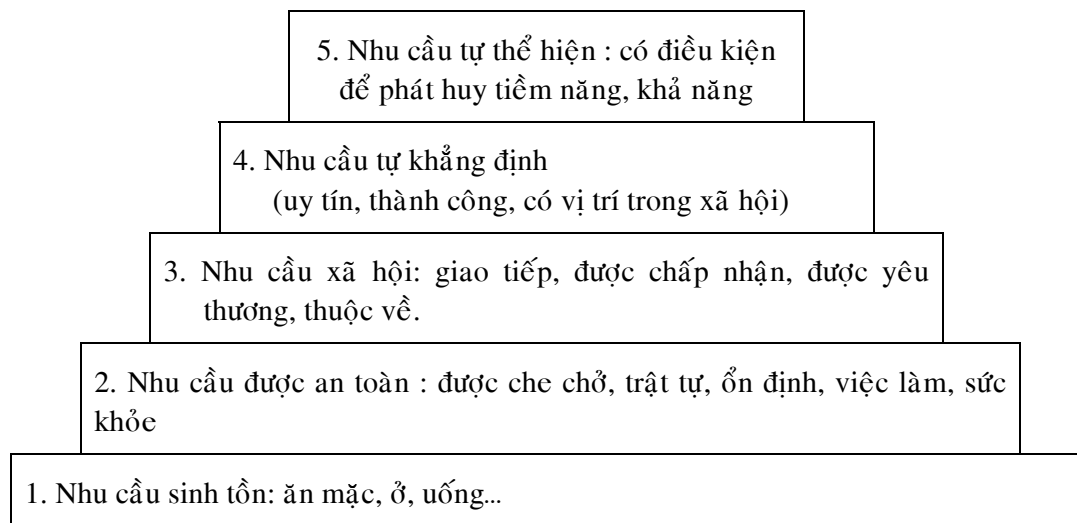 5. Nhu cầu tự thể hiện : có điều kiện
để phát huy tiềm năng, khả năng
4. Nhu cầu tự khẳng định
(uy tín, thành công, có vị trí trong xã hội)
3. Nhu cầu xã hội: giao tiếp, được chấp nhận, được yêu
thương, thuộc về.
2. Nhu cầu được an toàn : được che chở, trật tự, ổn định, việc làm, sức
khỏe
1. Nhu cầu sinh tồn: ăn mặc, ở, uống...